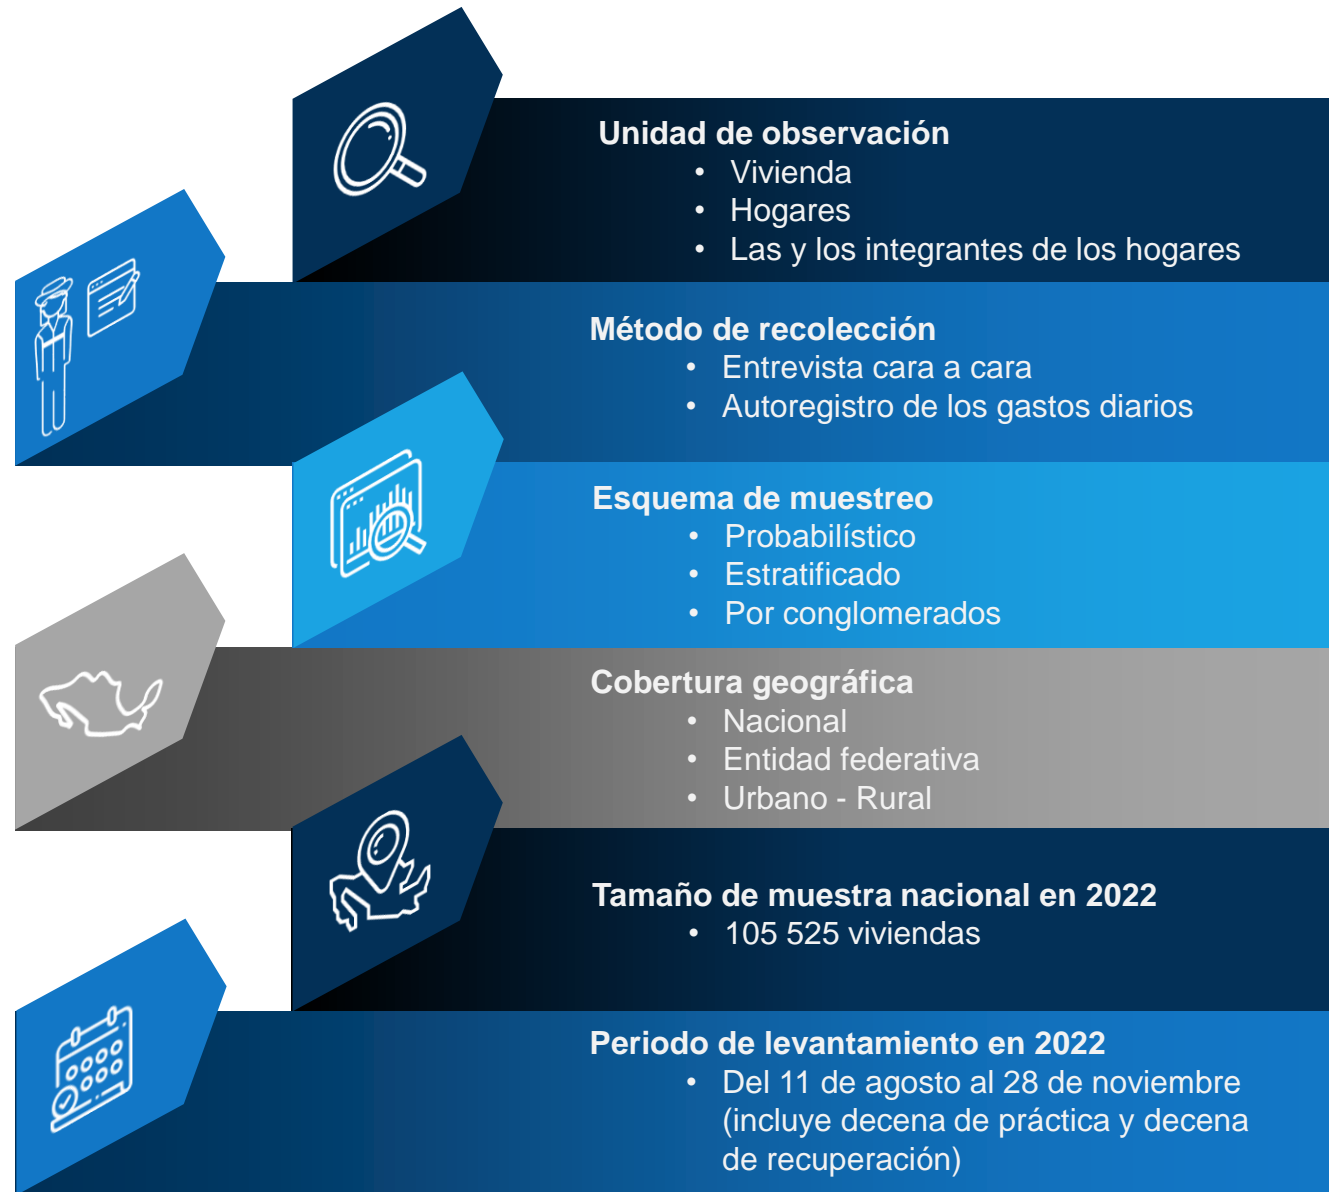 Unidad de observación
• Vivienda
• Hogares
• Las y los integrantes de los hogares
Método de recolección
• Entrevista cara a cara
• Autoregistro de los gastos diarios
Esquema de muestreo
• Probabilístico
• Estratificado
• Por conglomerados
Cobertura geográfica
• Nacional
• Entidad federativa
• Urbano - Rural
Tamaño de muestra nacional en 2022
• 105 525 viviendas
Periodo de levantamiento en 2022
• Del 11 de agosto al 28 de noviembre
(incluye decena de práctica y decena
de recuperación)